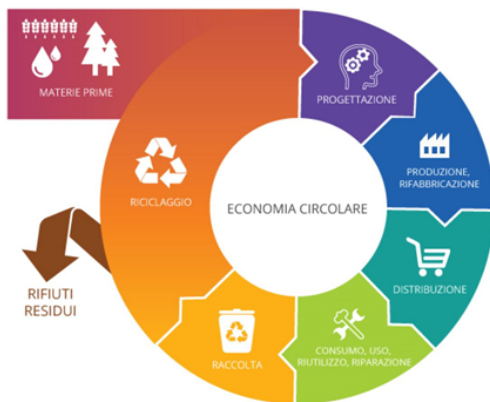 MATERIE PRIME
PROGETTAZIONE
PRODUZIONE,
RIFABBRICAZIONE
RICICLAGGIO
ECONOMIA CIRCOLARE
DISTRIBUZIONE
RIFIUTI
RESIDUI
CONSUMO, USO,
RIUTILIZZO, RIPARAZIONE
RACCOLTA